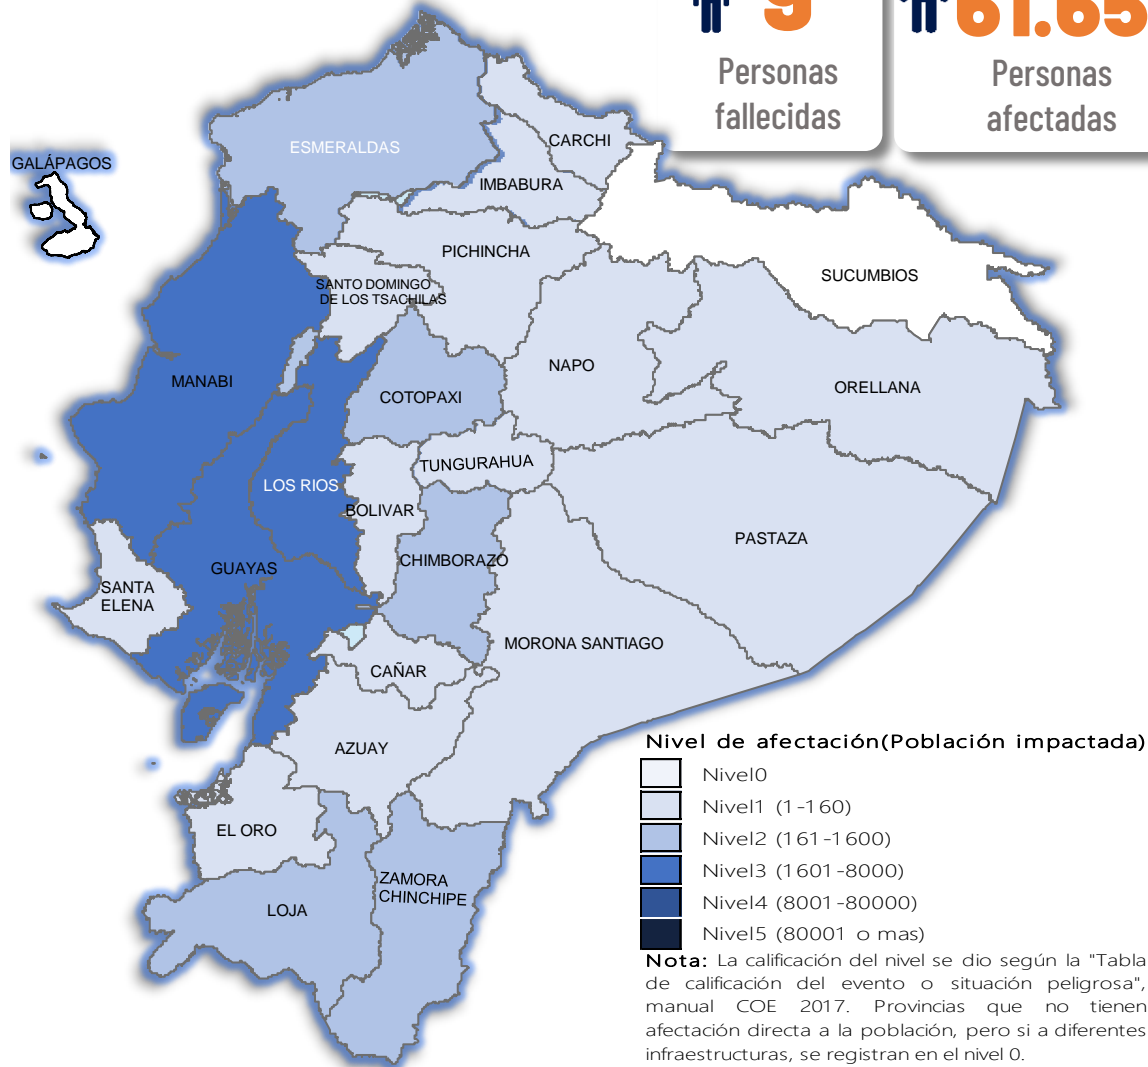 9
61.65
Personas
fallecidas
Personas
afectadas
GALÁPAGOS
ESMERALDAS
CARCHI
IMBABURA
PICHINCHA
SUCUMBIOS
SANTO DOMINGO
DE LOS TSACHILAS
NAPO
ORELLANA
MANABI
COTOPAXI
TUNGURAHUA
LOS RIOS
BOLIVAR
PASTAZA
CHIMBORAZO
GUAYAS
SANTA
ELENA
MORONA SANTIAGO
CAÑAR
AZUAY
EL ORO
ZAMORA
CHINCHIPE
LOJA
Nivel de afectación(Población impactada)
Nivel0
Nivel1 (1-160)
Nivel2 (161-1600)
Nivel3 (1601-8000)
Nivel4 (8001-80000)
Nivel5 (80001 o mas)
Nota: La calificación del nivel se dio según la "Tabla
de calificación del evento o situación peligrosa",
manual COE 2017. Provincias que no tienen
afectación directa a la población, pero si a diferentes
infraestructuras, se registran en el nivel 0.